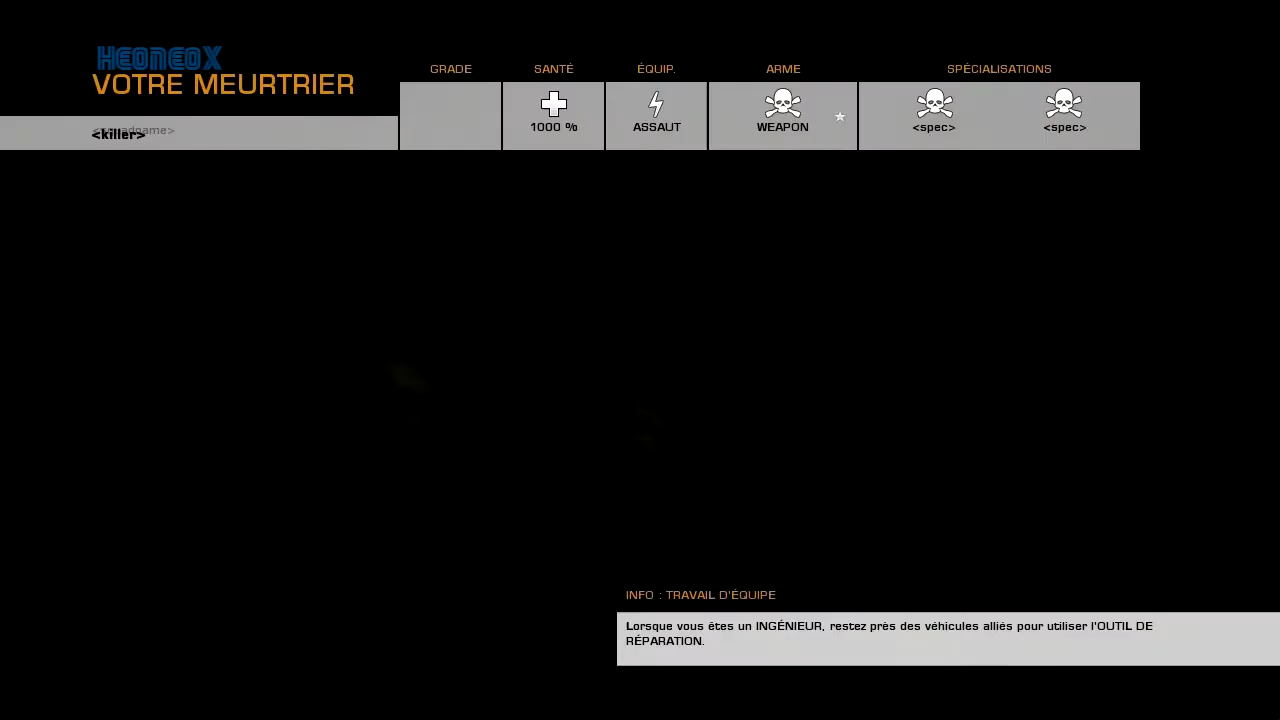 HEONEOX
VOTRE MEURTRIER
<killer>
GRADE
SANTÉ
1000 %
ÉQUIP.
ASSAUT
ARME
WEAPON
SPÉCIALISATIONS
<spec>
<spec>
INFO : TRAVAIL D'ÉQUIPE
Lorsque vous êtes un INGÉNIEUR, restez près des véhicules alliés pour utiliser l'OUTIL DE
RÉPARATION.